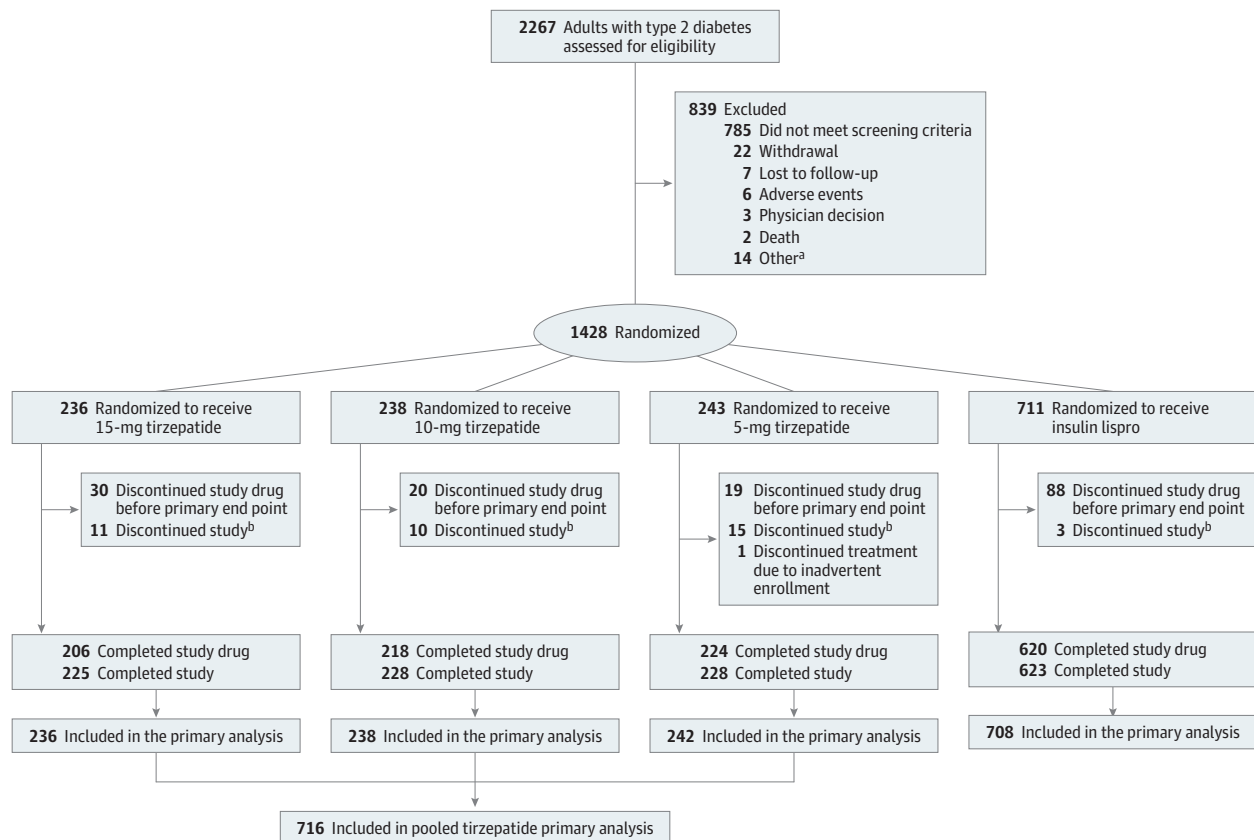 2267 Adults with type 2 diabetes
assessed for eligibility
839 Excluded
785 Did not meet screening criteria
22 Withdrawal
7 Lost to follow-up
6 Adverse events
3 Physician decision
2 Death
14 Otherᵃ
1428 Randomized
236 Randomized to receive
15-mg tirzepatide
238 Randomized to receive
10-mg tirzepatide
243 Randomized to receive
5-mg tirzepatide
711 Randomized to receive
insulin lispro
30 Discontinued study drug
before primary end point
11 Discontinued studyᵇ
20 Discontinued study drug
before primary end point
10 Discontinued studyᵇ
19 Discontinued study drug
before primary end point
15 Discontinued studyᵇ
1 Discontinued treatment
due to inadvertent
enrollment
88 Discontinued study drug
before primary end point
3 Discontinued studyᵇ
206 Completed study drug
225 Completed study
218 Completed study drug
228 Completed study
224 Completed study drug
228 Completed study
620 Completed study drug
623 Completed study
236 Included in the primary analysis
238 Included in the primary analysis
242 Included in the primary analysis
708 Included in the primary analysis
716 Included in pooled tirzepatide primary analysis